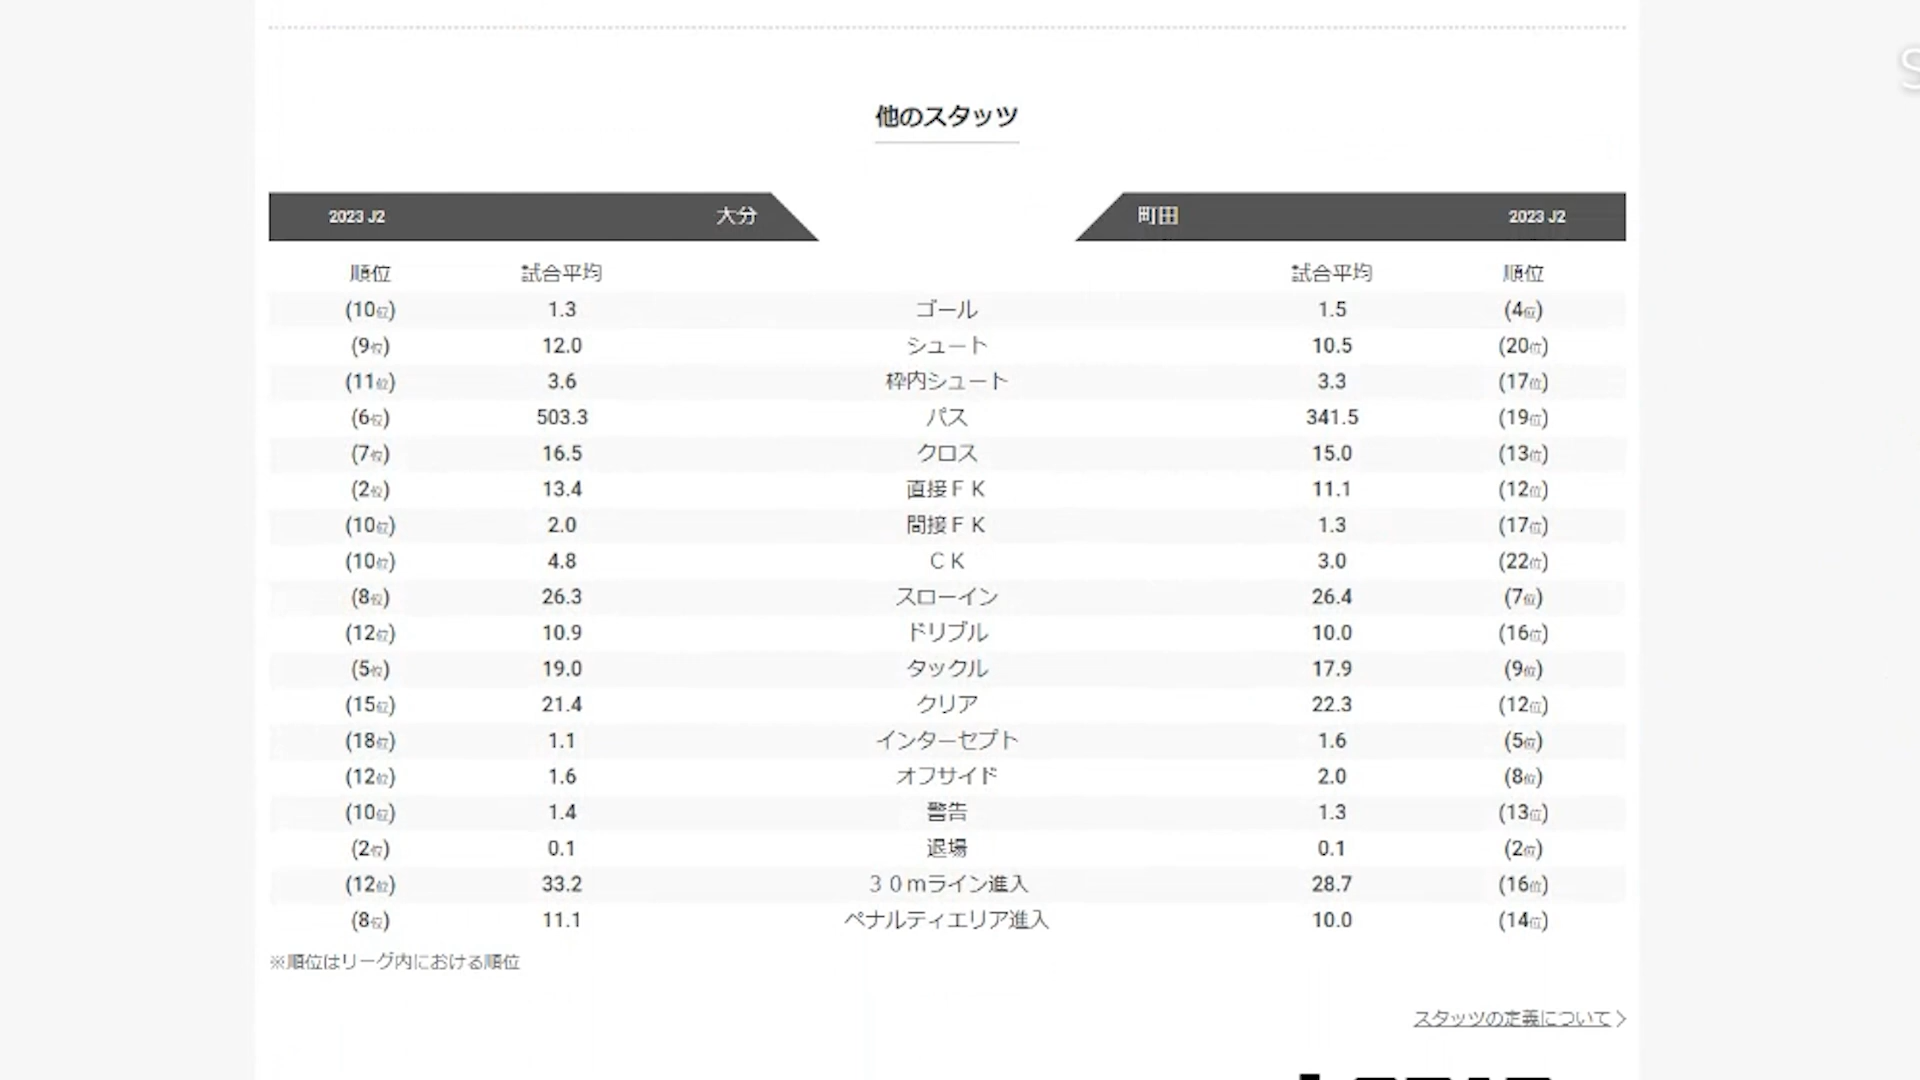 他のスタッツ
2023 J2 大分 町田 2023 J2
順位 試合平均 試合平均 順位
(10位) 1.3 ゴール 1.5 (4位)
(9位) 12.0 シュート 10.5 (20位)
(11位) 3.6 枠内シュート 3.3 (17位)
(6位) 503.3 パス 341.5 (19位)
(7位) 16.5 クロス 15.0 (13位)
(2位) 13.4 直接ＦＫ 11.1 (12位)
(10位) 2.0 間接ＦＫ 1.3 (17位)
(10位) 4.8 ＣＫ 3.0 (22位)
(8位) 26.3 スローイン 26.4 (7位)
(12位) 10.9 ドリブル 10.0 (16位)
(5位) 19.0 タックル 17.9 (9位)
(15位) 21.4 クリア 22.3 (12位)
(18位) 1.1 インターセプト 1.6 (5位)
(12位) 1.6 オフサイド 2.0 (8位)
(10位) 1.4 警告 1.3 (13位)
(2位) 0.1 退場 0.1 (2位)
(12位) 33.2 ３０ｍライン進入 28.7 (16位)
(8位) 11.1 ペナルティエリア進入 10.0 (14位)
※順位はリーグ内における順位
スタッツの定義について